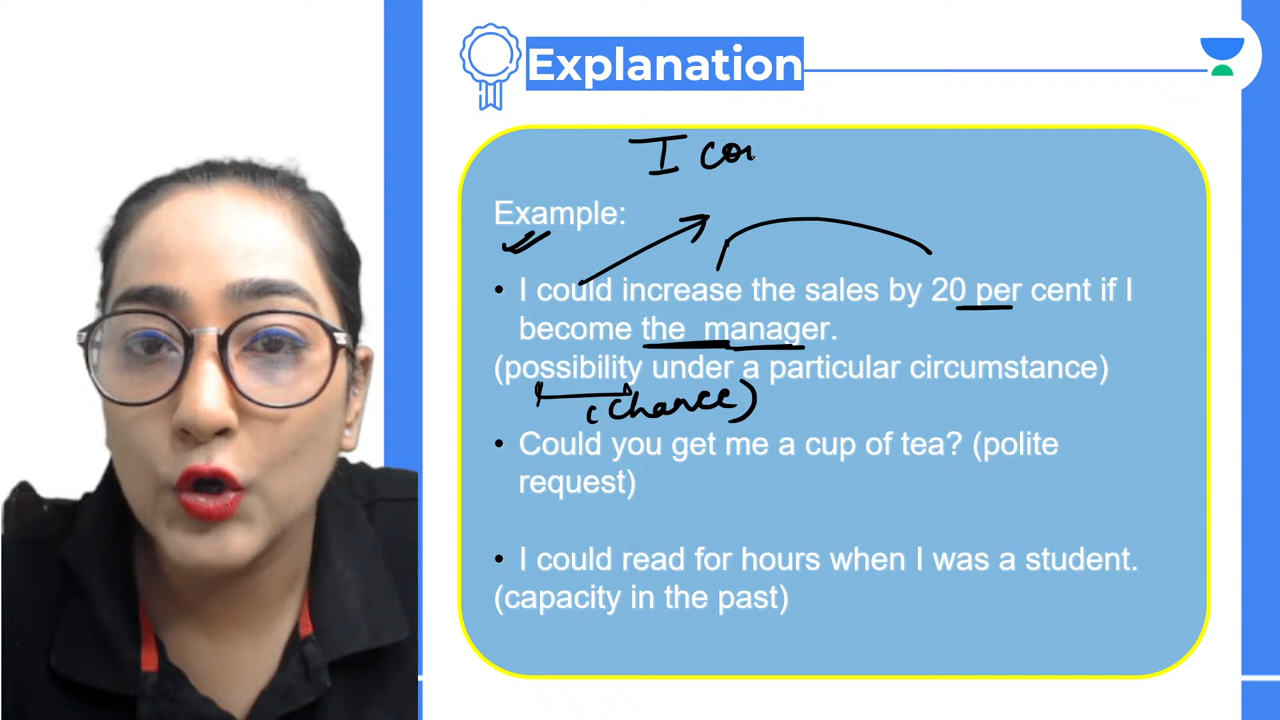 Explanation
I cou
Example:
• I could increase the sales by 20 per cent if I
become the manager.
(possibility under a particular circumstance)
(Chance)
• Could you get me a cup of tea? (polite
request)
• I could read for hours when I was a student.
(capacity in the past)